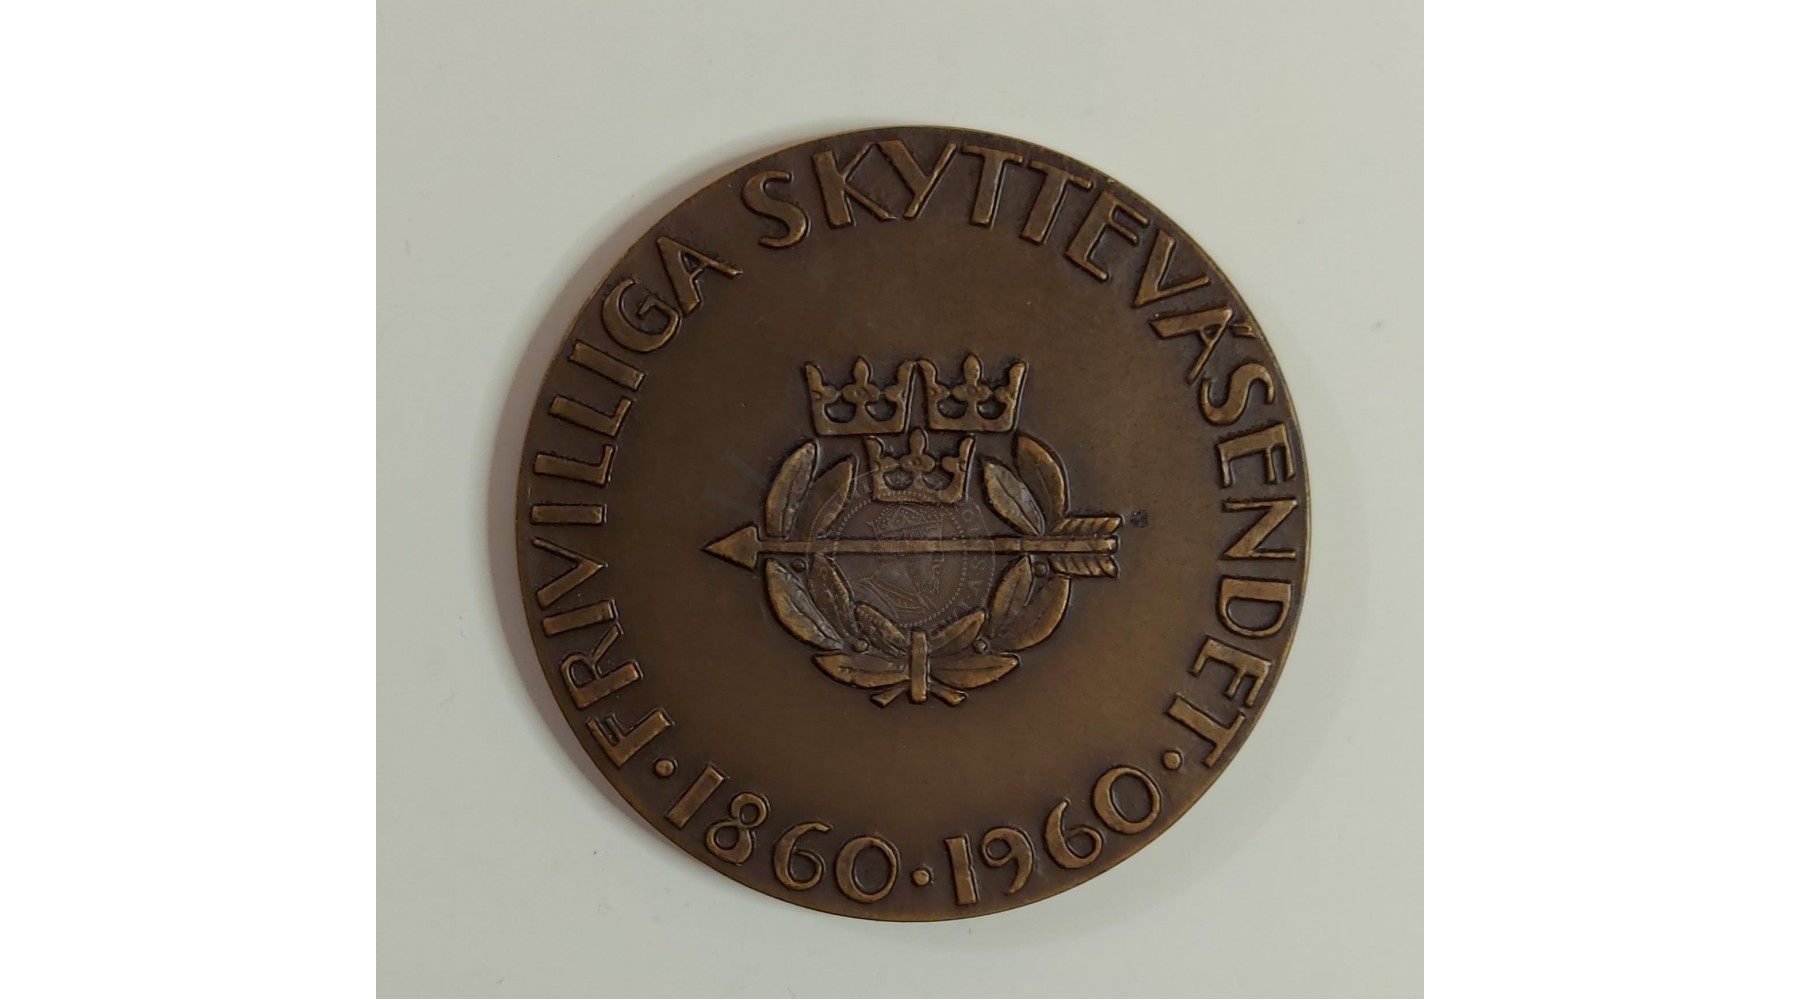 FRIVILLIGA SKYTTEVÄSENDET
1860 · 1960